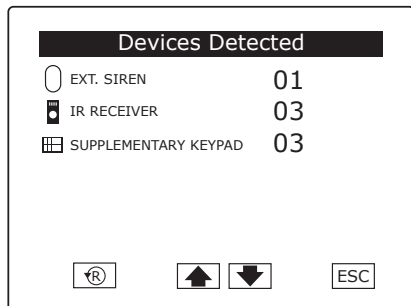 Devices Detected
EXT. SIREN 01
IR RECEIVER 03
SUPPLEMENTARY KEYPAD 03
R ESC